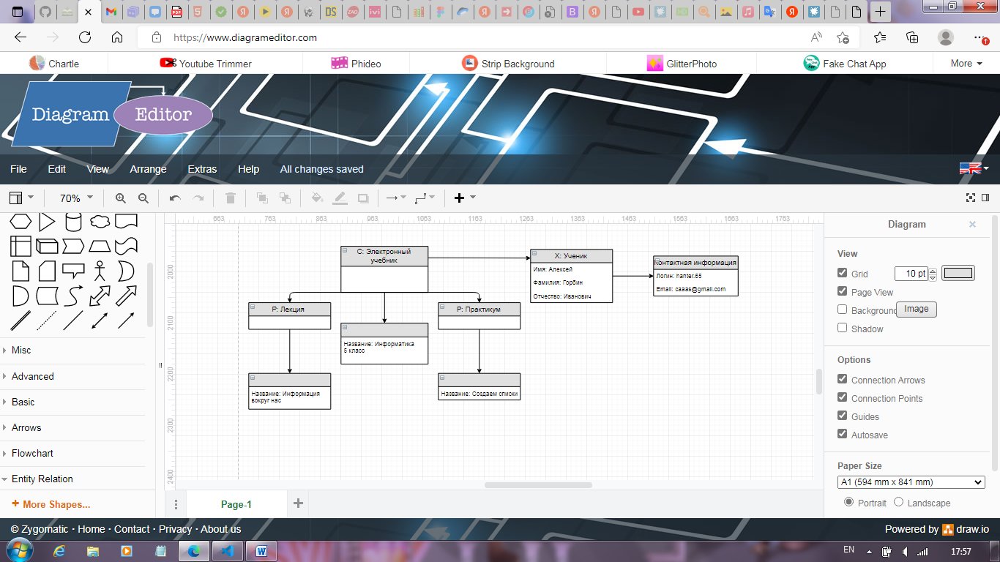 https://www.diagrameditor.com
Chartle
Youtube Trimmer
Phideo
Strip Background
GlitterPhoto
Fake Chat App
More
Diagram Editor
File Edit View Arrange Extras Help All changes saved
70%
663 763 863 963 1063 1163 1263 1363 1463 1563 1663 1763
2000
2100
2200
2300
2400
С: Электронный
учебник
Х: Ученик
Имя: Алексей
Фамилия: Горбин
Отчество: Иванович
Контактная информация
Логин: hanter.65
Email: caaas@gmail.com
Р: Лекция
Р: Практикум
Название: Информатика
5 класс
Название: Информация
вокруг нас
Название: Создаем списки
Misc
Advanced
Basic
Arrows
Flowchart
Entity Relation
+ More Shapes...
Diagram
View
Grid
10 pt
Page View
Background
Image
Shadow
Options
Connection Arrows
Connection Points
Guides
Autosave
Paper Size
A1 (594 mm x 841 mm)
Portrait
Landscape
Page-1
© Zygomatic · Home · Contact · Privacy · About us
Powered by draw.io
EN
17:57